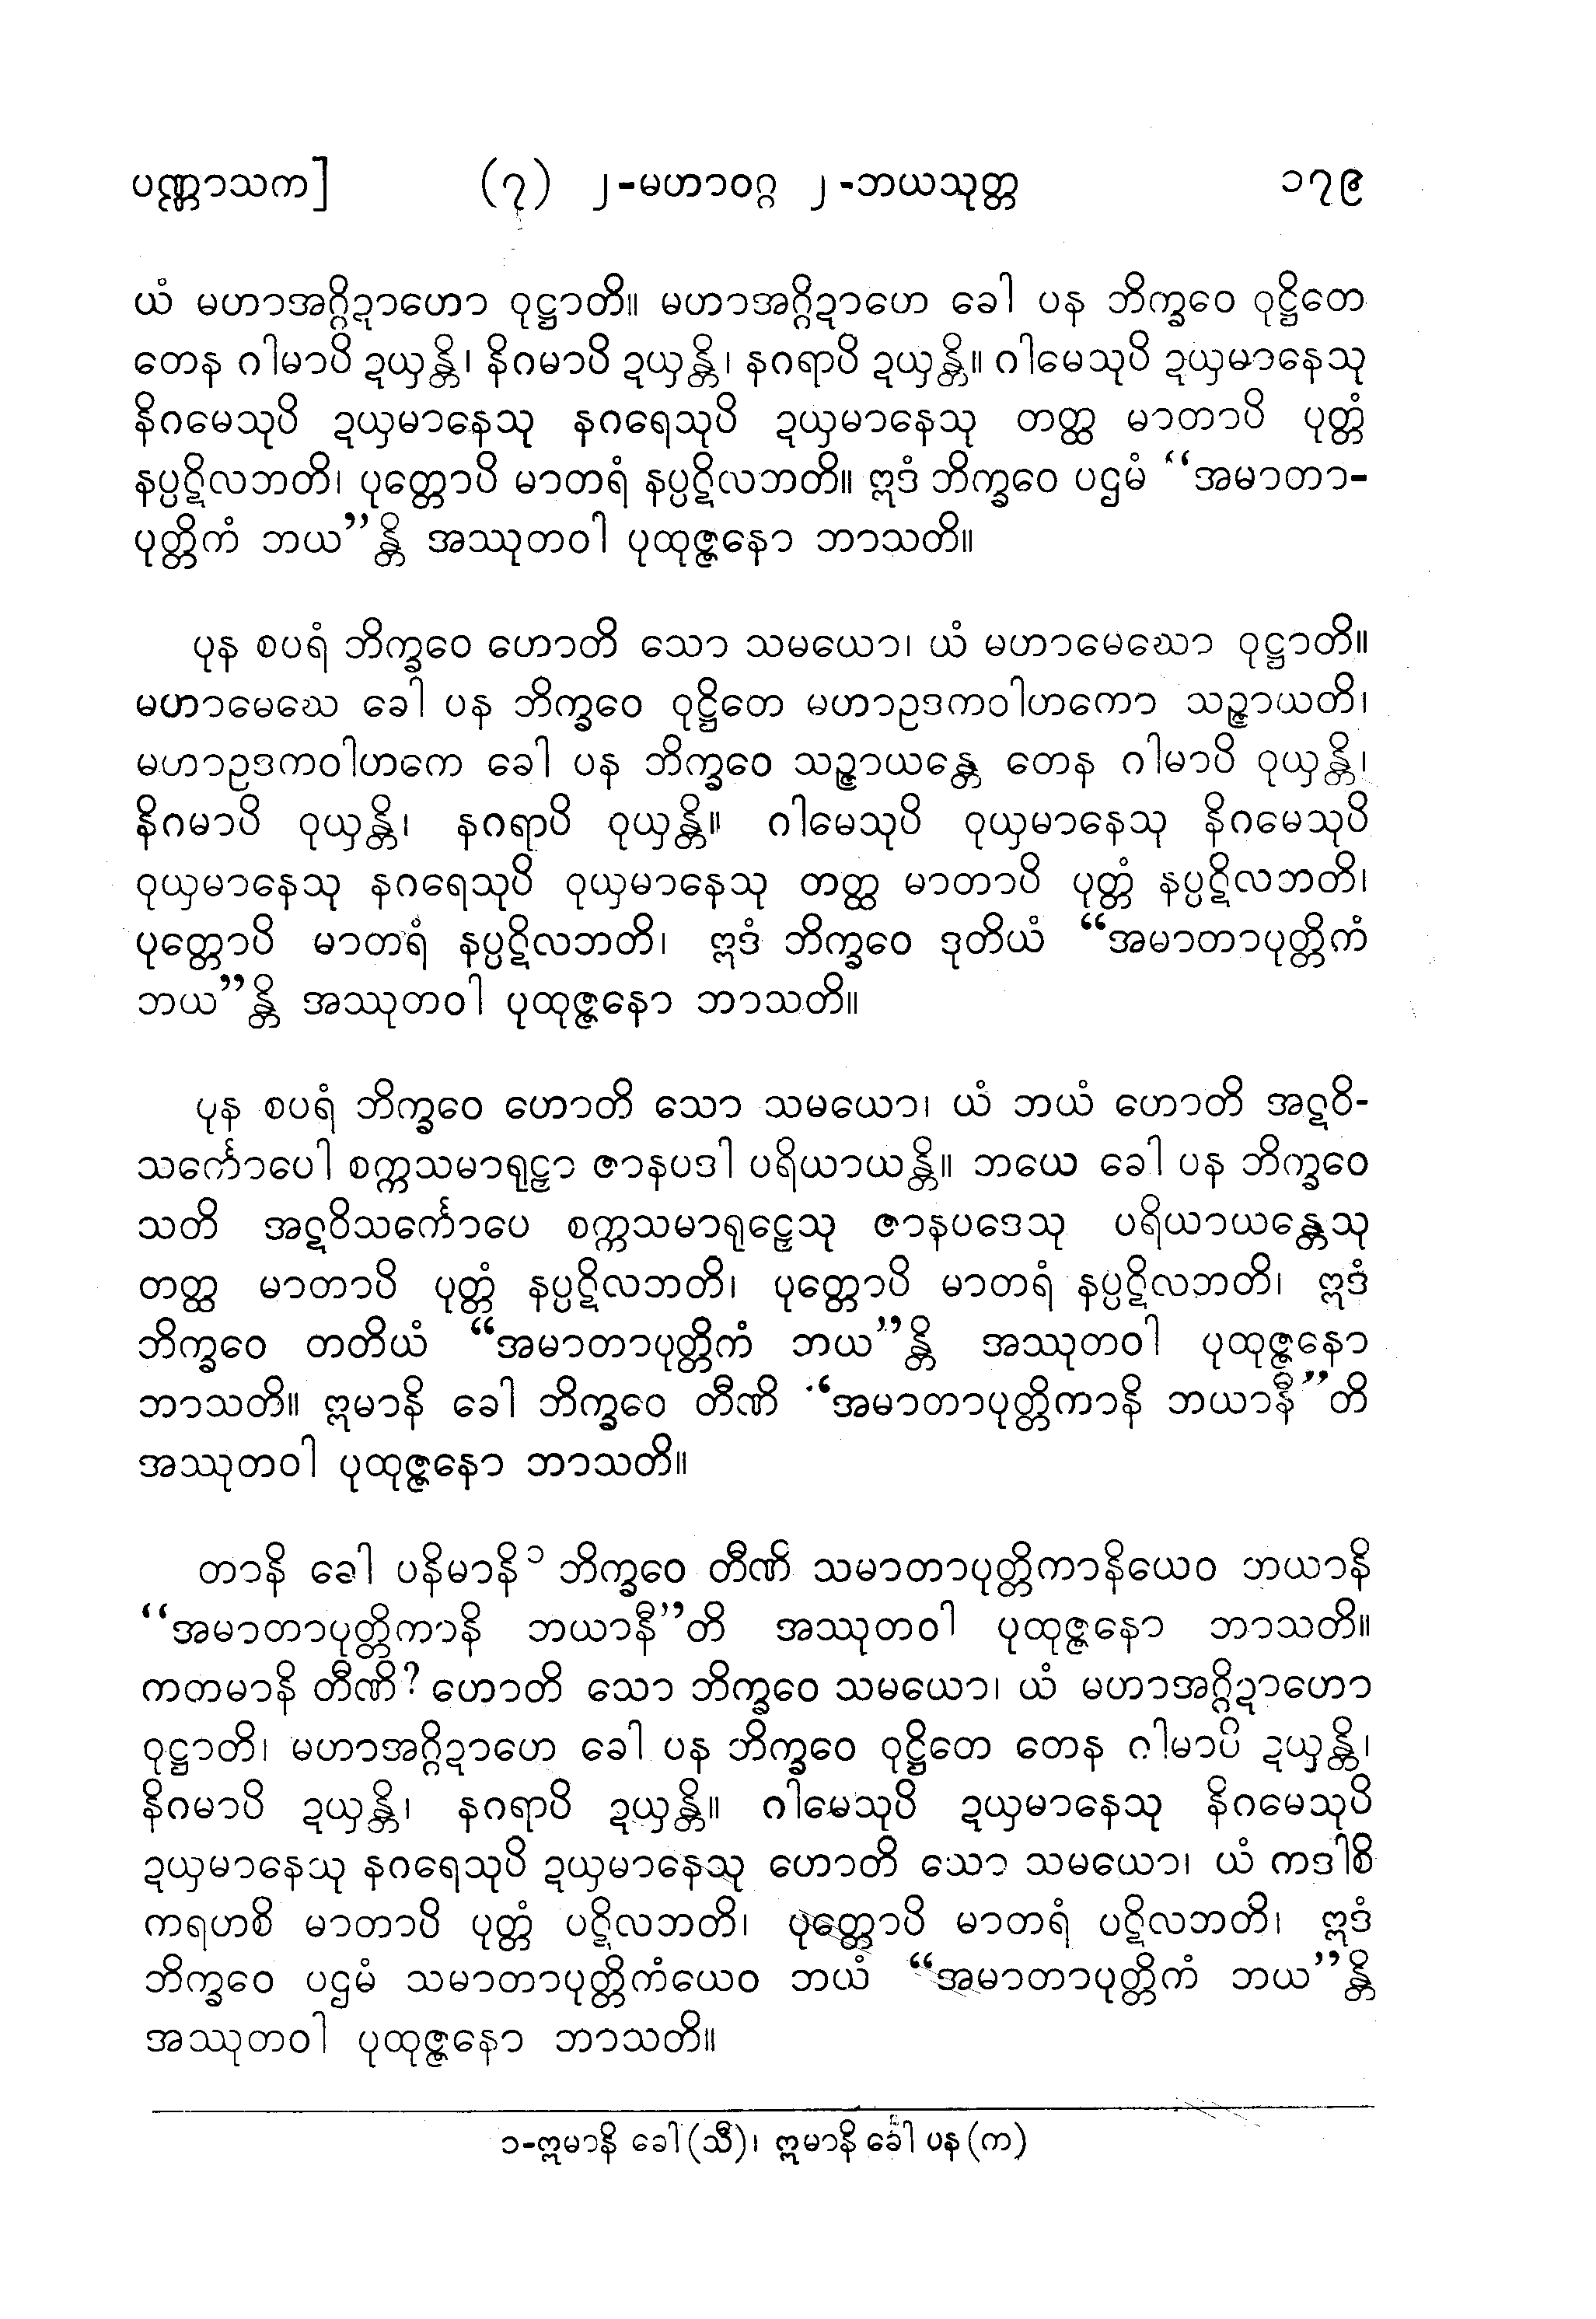 ပဏ္ဏာသက] (၇) ၂-မဟာဝဂ္ဂ ၂-ဘယသုတ္တ ၁၇၉
ယံ မဟာအဂ္ဂိဍာဟော ဝုဋ္ဌာတိ။ မဟာအဂ္ဂိဍာဟေ ခေါ ပန ဘိက္ခဝေ ဝုဋ္ဌိတေ
တေန ဂါမာပိ ဍယှန္တိ၊ နိဂမာပိ ဍယှန္တိ၊ နဂရာပိ ဍယှန္တိ။ ဂါမေသုပိ ဍယှမာနေသု
နိဂမေသုပိ ဍယှမာနေသု နဂရေသုပိ ဍယှမာနေသု တတ္ထ မာတာပိ ပုတ္တံ
နပ္ပဋိလဘတိ၊ ပုတ္တောပိ မာတရံ နပ္ပဋိလဘတိ။ ဣဒံ ဘိက္ခဝေ ပဌမံ “အမာတာ-
ပုတ္တိကံ ဘယ”န္တိ အဿုတဝါ ပုထုဇ္ဇနော ဘာသတိ။
ပုန စပရံ ဘိက္ခဝေ ဟောတိ သော သမယော၊ ယံ မဟာမေဃော ဝုဋ္ဌာတိ။
မဟာမေဃေ ခေါ ပန ဘိက္ခဝေ ဝုဋ္ဌိတေ မဟာဥဒကဝါဟကော သဉ္ဇာယတိ၊
မဟာဥဒကဝါဟကေ ခေါ ပန ဘိက္ခဝေ သဉ္ဇာယန္တေ တေန ဂါမာပိ ဝုယှန္တိ၊
နိဂမာပိ ဝုယှန္တိ၊ နဂရာပိ ဝုယှန္တိ။ ဂါမေသုပိ ဝုယှမာနေသု နိဂမေသုပိ
ဝုယှမာနေသု နဂရေသုပိ ဝုယှမာနေသု တတ္ထ မာတာပိ ပုတ္တံ နပ္ပဋိလဘတိ၊
ပုတ္တောပိ မာတရံ နပ္ပဋိလဘတိ၊ ဣဒံ ဘိက္ခဝေ ဒုတိယံ “အမာတာပုတ္တိကံ
ဘယ”န္တိ အဿုတဝါ ပုထုဇ္ဇနော ဘာသတိ။
ပုန စပရံ ဘိက္ခဝေ ဟောတိ သော သမယော၊ ယံ ဘယံ ဟောတိ အဋဝိ-
သင်္ကောပေါ စက္ကသမာရုဠှာ ဇာနပဒါ ပရိယာယန္တိ။ ဘယေ ခေါ ပန ဘိက္ခဝေ
သတိ အဋဝိသင်္ကောပေ စက္ကသမာရုဠှေသု ဇာနပဒေသု ပရိယာယန္တေသု
တတ္ထ မာတာပိ ပုတ္တံ နပ္ပဋိလဘတိ၊ ပုတ္တောပိ မာတရံ နပ္ပဋိလဘတိ၊ ဣဒံ
ဘိက္ခဝေ တတိယံ “အမာတာပုတ္တိကံ ဘယ”န္တိ အဿုတဝါ ပုထုဇ္ဇနော
ဘာသတိ။ ဣမာနိ ခေါ ဘိက္ခဝေ တီဏိ “အမာတာပုတ္တိကာနိ ဘယာနီ”တိ
အဿုတဝါ ပုထုဇ္ဇနော ဘာသတိ။
တာနိ ခေါ ပနိမာနိ၁ ဘိက္ခဝေ တီဏိ သမာတာပုတ္တိကာနိယေဝ ဘယာနိ
“အမာတာပုတ္တိကာနိ ဘယာနီ”တိ အဿုတဝါ ပုထုဇ္ဇနော ဘာသတိ။
ကတမာနိ တီဏိ? ဟောတိ သော ဘိက္ခဝေ သမယော၊ ယံ မဟာအဂ္ဂိဍာဟော
ဝုဋ္ဌာတိ၊ မဟာအဂ္ဂိဍာဟေ ခေါ ပန ဘိက္ခဝေ ဝုဋ္ဌိတေ တေန ဂါမာပိ ဍယှန္တိ၊
နိဂမာပိ ဍယှန္တိ၊ နဂရာပိ ဍယှန္တိ။ ဂါမေသုပိ ဍယှမာနေသု နိဂမေသုပိ
ဍယှမာနေသု နဂရေသုပိ ဍယှမာနေသု ဟောတိ သော သမယော၊ ယံ ကဒါစိ
ကရဟစိ မာတာပိ ပုတ္တံ ပဋိလဘတိ၊ ပုတ္တောပိ မာတရံ ပဋိလဘတိ၊ ဣဒံ
ဘိက္ခဝေ ပဌမံ သမာတာပုတ္တိကံယေဝ ဘယံ “အမာတာပုတ္တိကံ ဘယ”န္တိ
အဿုတဝါ ပုထုဇ္ဇနော ဘာသတိ။
၁-ဣမာနိ ခေါ (သီ)၊ ဣမာနိ ခေါ ပန (က)